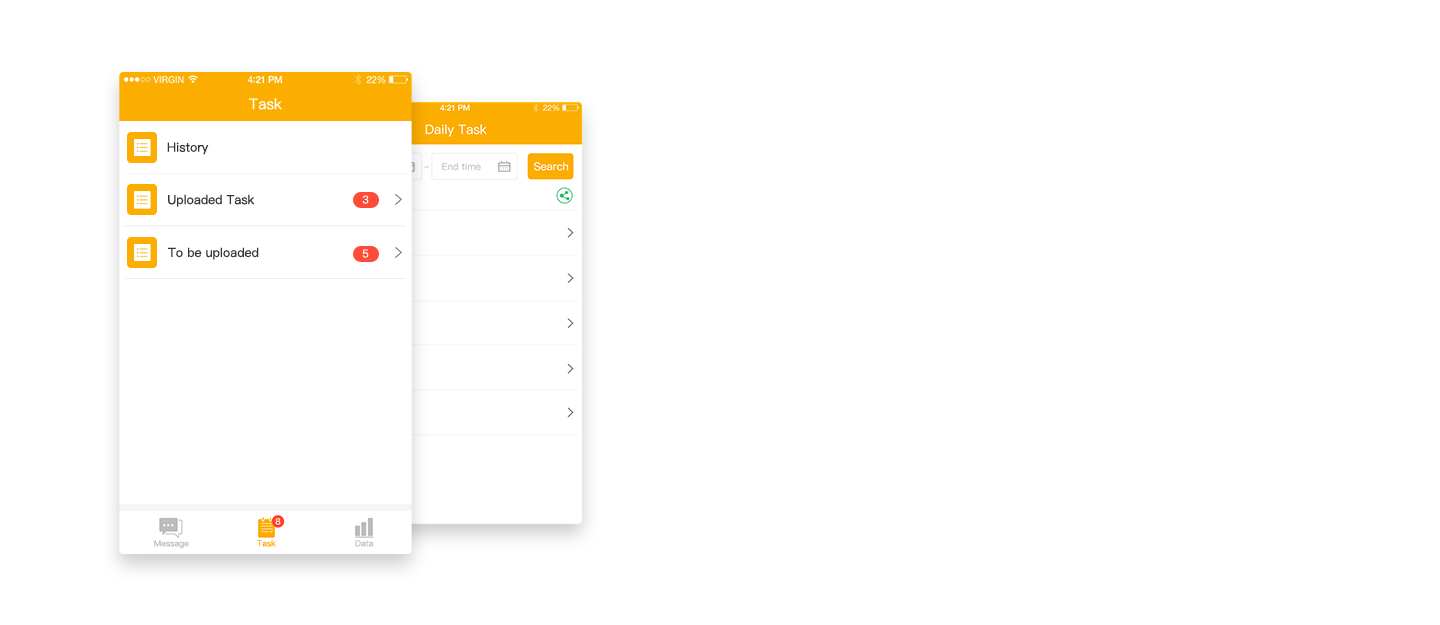 VIRGIN 4:21 PM 22%
Task
History
Uploaded Task 3
To be uploaded 5
8
Message Task Data
4:21 PM 22%
Daily Task
- End time Search